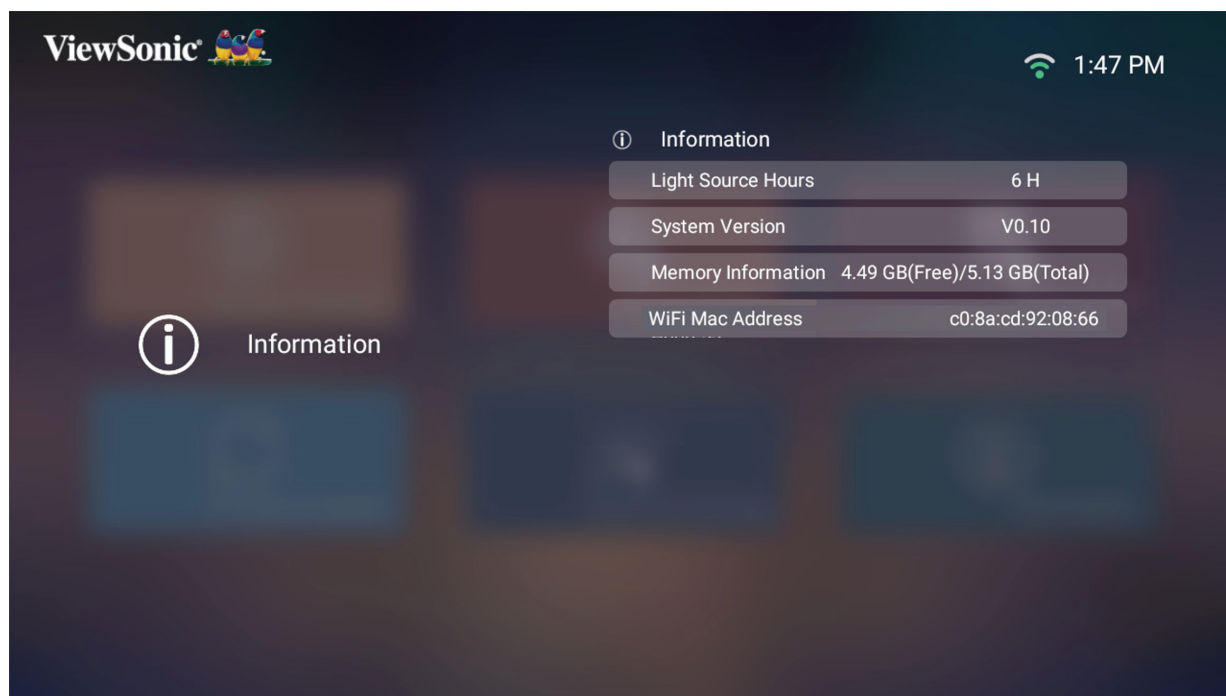 ViewSonic®
1:47 PM
Information
Light Source Hours 6 H
System Version V0.10
Memory Information 4.49 GB(Free)/5.13 GB(Total)
WiFi Mac Address c0:8a:cd:92:08:66
Information